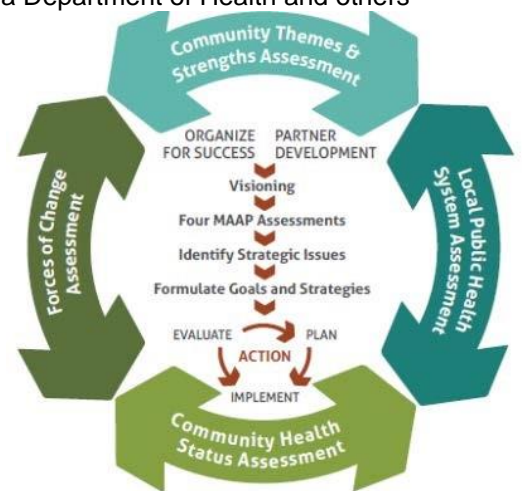 a Department of Health and others
Community Themes &
Strengths Assessment
ORGANIZE
FOR SUCCESS
PARTNER
DEVELOPMENT
Visioning
Four MAAP Assessments
Identify Strategic Issues
Formulate Goals and Strategies
EVALUATE
PLAN
ACTION
IMPLEMENT
Forces of Change
Assessment
Local Public Health
System Assessment
Community Health
Status Assessment